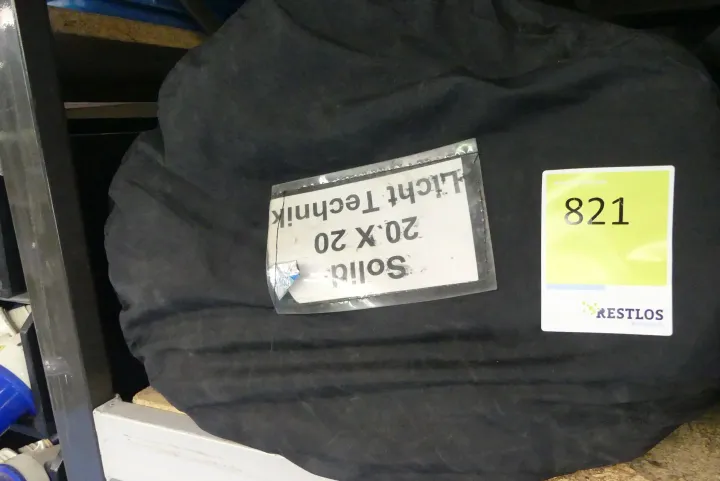 Solid
20 X 20
Licht Technik
821
RESTLOS